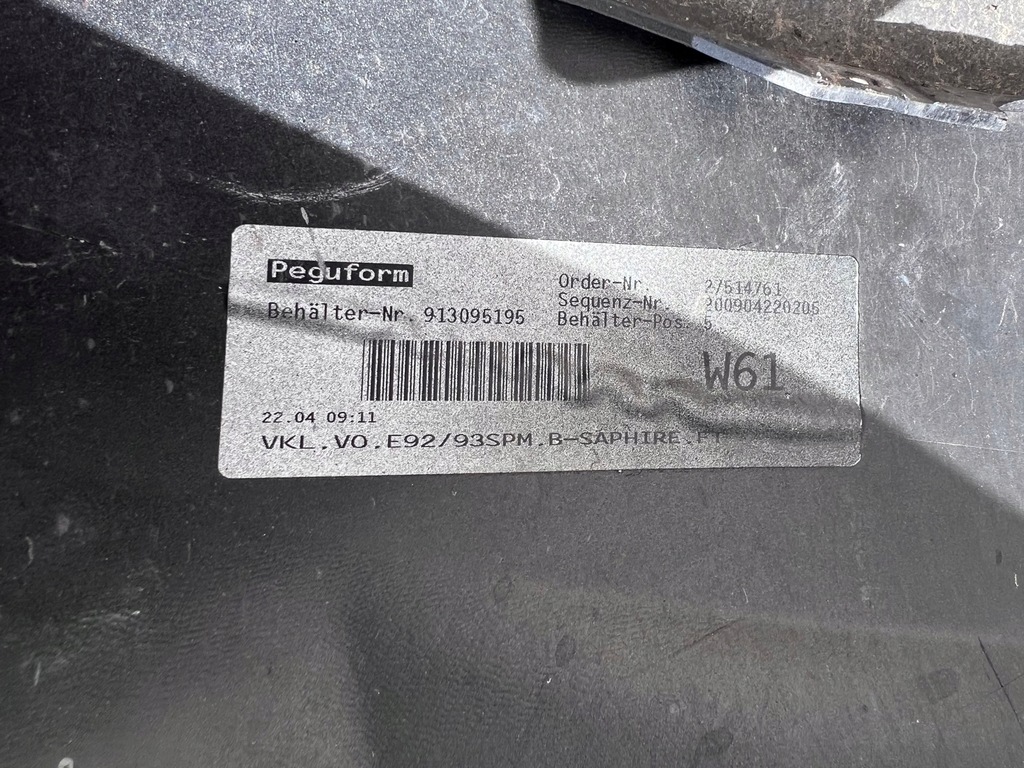 Peguform
Order-Nr. 27514761
Sequenz-Nr. 200904220205
Behälter-Nr. 913095195
Behälter-Pos. 5
W61
22.04 09:11
VKL.VO.E92/93SPM.B-SAPHIRE.FT